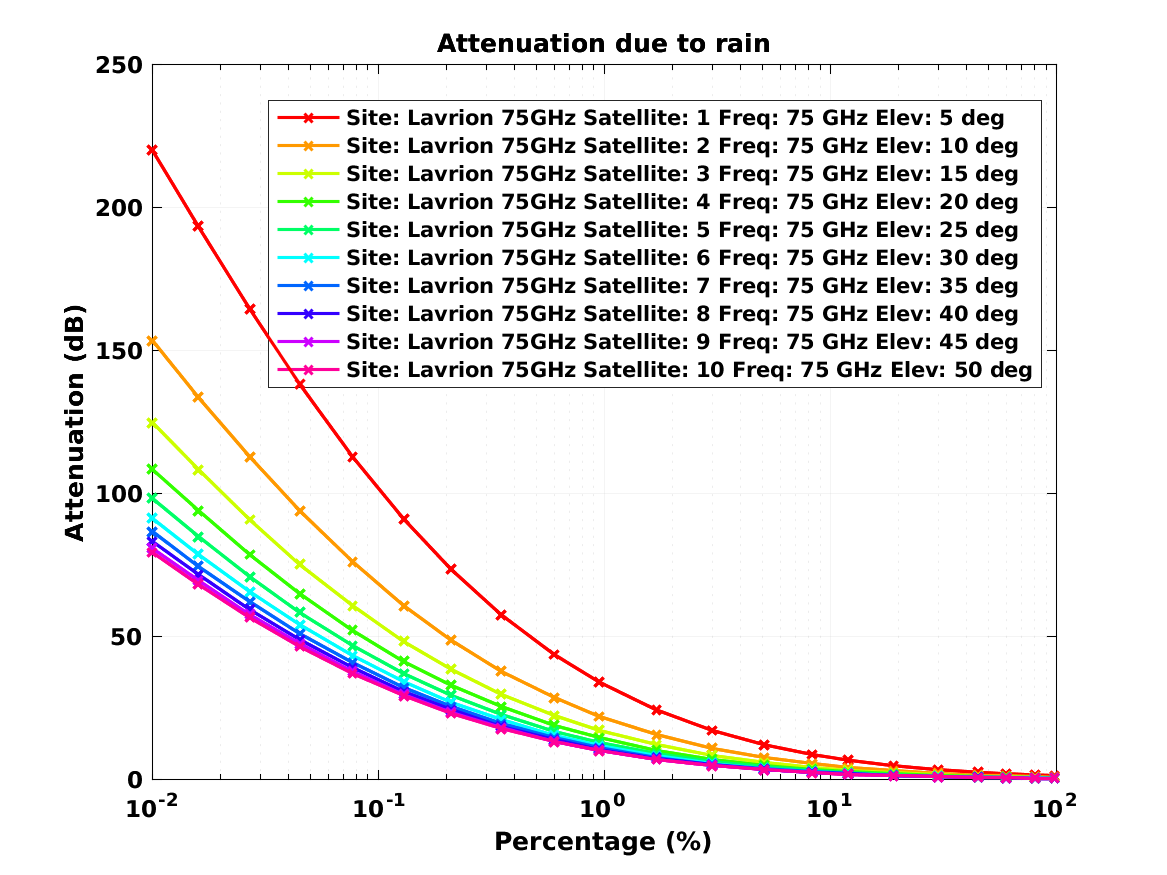 Attenuation due to rain
250
200
150
100
50
0
Attenuation (dB)
Site: Lavrion 75GHz Satellite: 1 Freq: 75 GHz Elev: 5 deg
Site: Lavrion 75GHz Satellite: 2 Freq: 75 GHz Elev: 10 deg
Site: Lavrion 75GHz Satellite: 3 Freq: 75 GHz Elev: 15 deg
Site: Lavrion 75GHz Satellite: 4 Freq: 75 GHz Elev: 20 deg
Site: Lavrion 75GHz Satellite: 5 Freq: 75 GHz Elev: 25 deg
Site: Lavrion 75GHz Satellite: 6 Freq: 75 GHz Elev: 30 deg
Site: Lavrion 75GHz Satellite: 7 Freq: 75 GHz Elev: 35 deg
Site: Lavrion 75GHz Satellite: 8 Freq: 75 GHz Elev: 40 deg
Site: Lavrion 75GHz Satellite: 9 Freq: 75 GHz Elev: 45 deg
Site: Lavrion 75GHz Satellite: 10 Freq: 75 GHz Elev: 50 deg
10^-2 10^-1 10^0 10^1 10^2
Percentage (%)